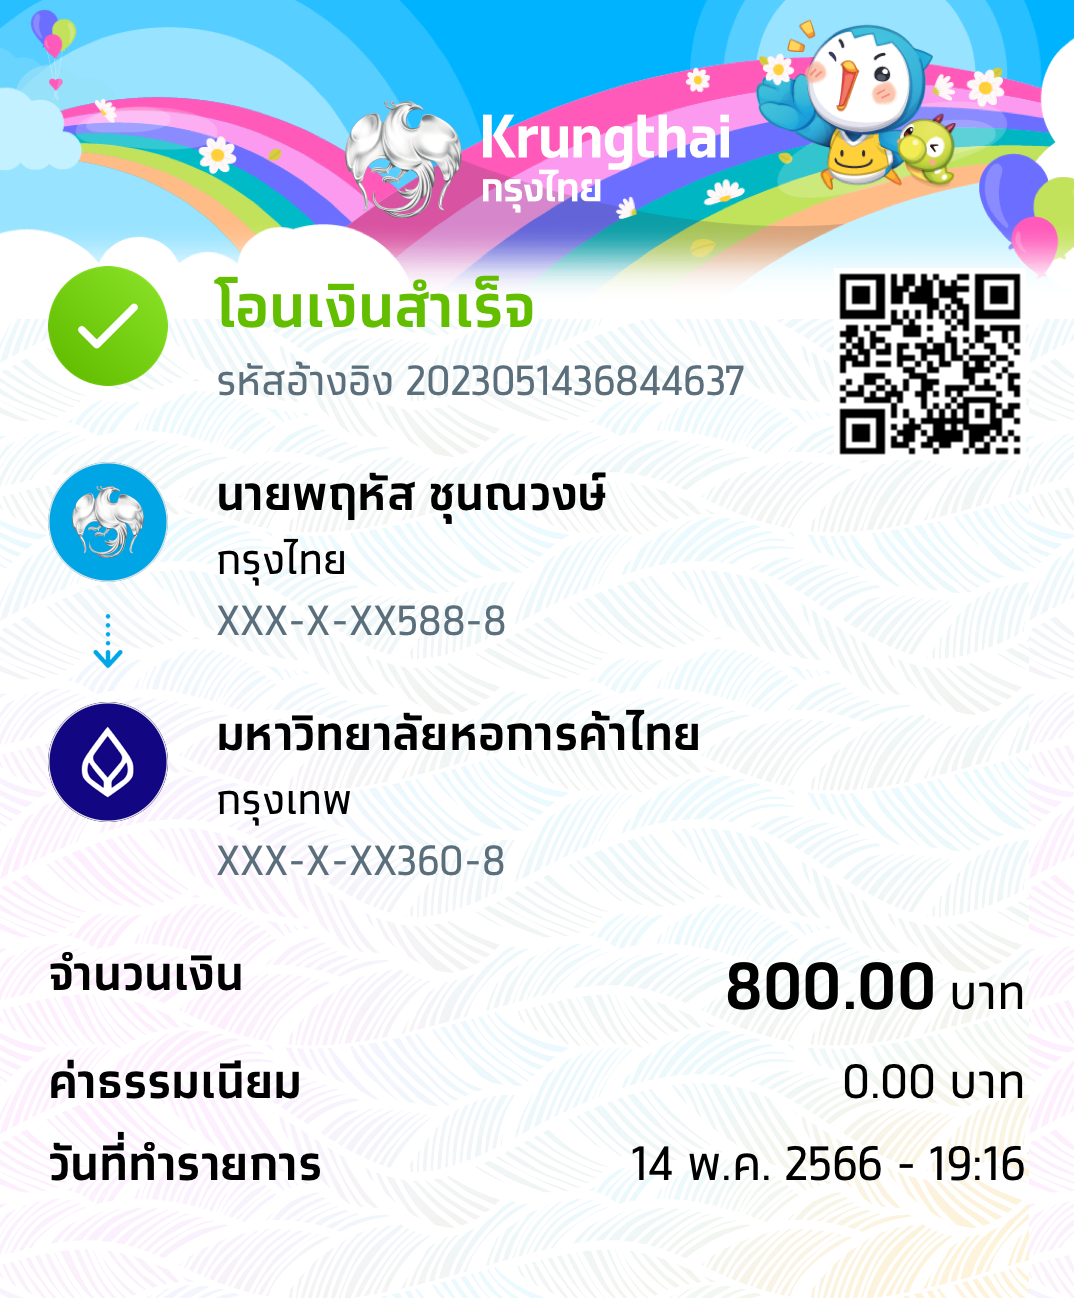 Krungthai
กรุงไทย
โอนเงินสำเร็จ
รหัสอ้างอิง 2023051436844637
นายพฤหัส ชุนณวงษ์
กรุงไทย
XXX-X-XX588-8
มหาวิทยาลัยหอการค้าไทย
กรุงเทพ
XXX-X-XX360-8
จำนวนเงิน 800.00 บาท
ค่าธรรมเนียม 0.00 บาท
วันที่ทำรายการ 14 พ.ค. 2566 - 19:16